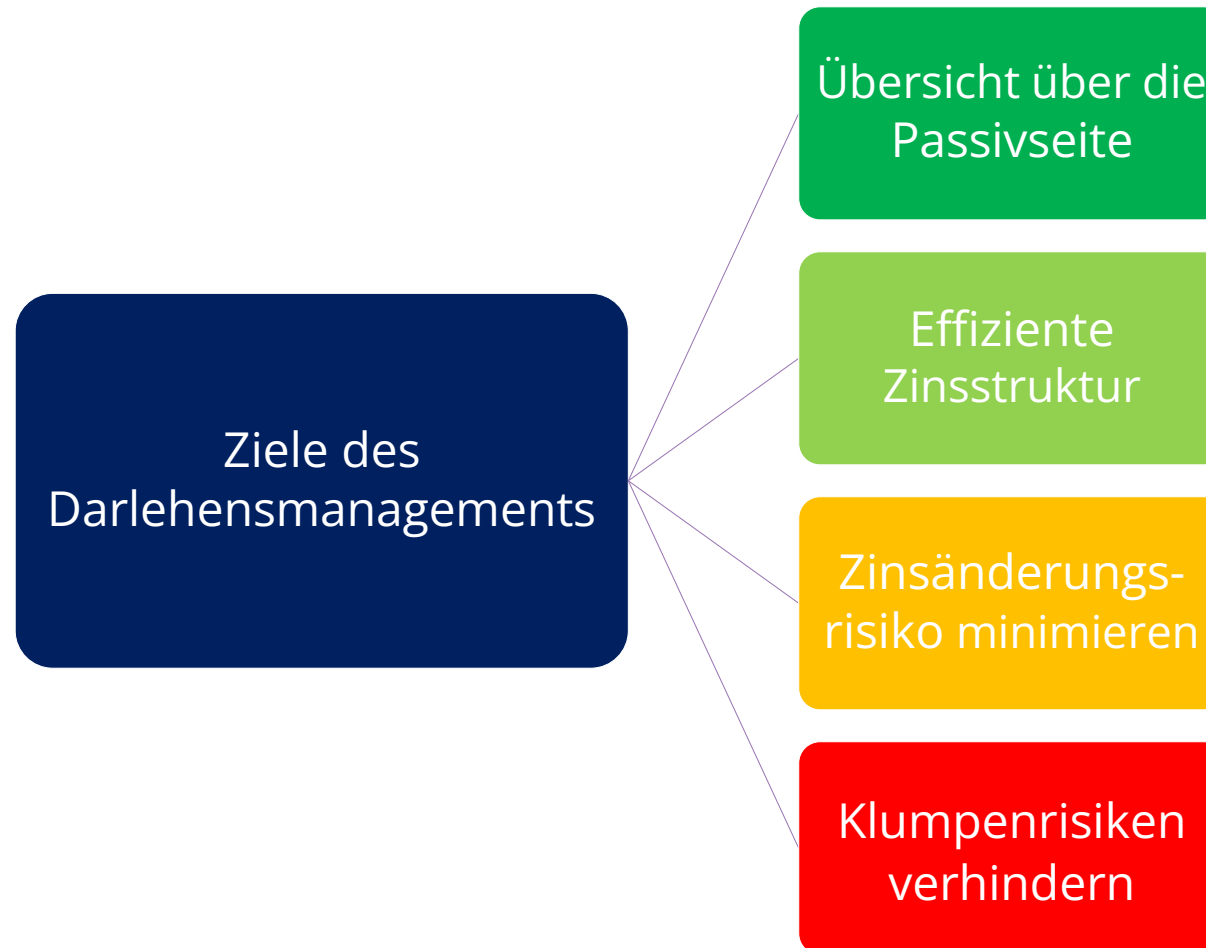 Ziele des
Darlehensmanagements
Übersicht über die
Passivseite
Effiziente
Zinsstruktur
Zinsänderungs-
risiko minimieren
Klumpenrisiken
verhindern